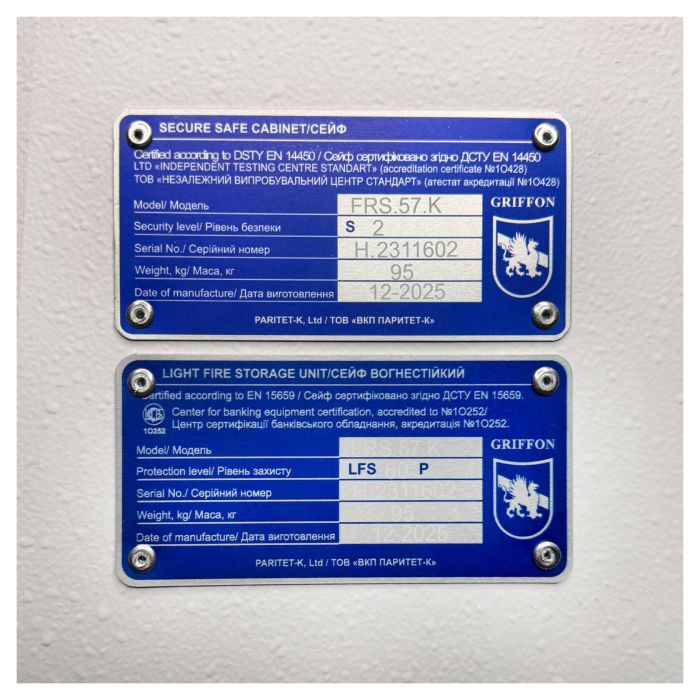 SECURE SAFE CABINET/СЕЙФ
Certified according to DSTY EN 14450 / Сейф сертифіковано згідно ДСТУ EN 14450
LTD «INDEPENDENT TESTING CENTRE STANDART» (accreditation certificate №1O428)
ТОВ «НЕЗАЛЕЖНИЙ ВИПРОБУВАЛЬНИЙ ЦЕНТР СТАНДАРТ» (атестат акредитації №1О428)
Model/ Модель FRS.57.K
GRIFFON
Security level/ Рівень безпеки S 2
Serial No./ Серійний номер H.2311602
Weight, kg/ Маса, кг 95
Date of manufacture/ Дата виготовлення 12-2025
PARITET-K, Ltd / ТОВ «ВКП ПАРИТЕТ-К»
LIGHT FIRE STORAGE UNIT/СЕЙФ ВОГНЕСТІЙКИЙ
Certified according to EN 15659 / Сейф сертифіковано згідно ДСТУ EN 15659.
Center for banking equipment certification, accredited to №1O252/
1O252 Центр сертифікації банківського обладнання, акредитація №1O252.
Model/ Модель FRS.57.K
GRIFFON
Protection level/ Рівень захисту LFS 60 P
Serial No./ Серійний номер H.2311602
Weight, kg/ Маса, кг 95
Date of manufacture/ Дата виготовлення 12-2025
PARITET-K, Ltd / ТОВ «ВКП ПАРИТЕТ-К»